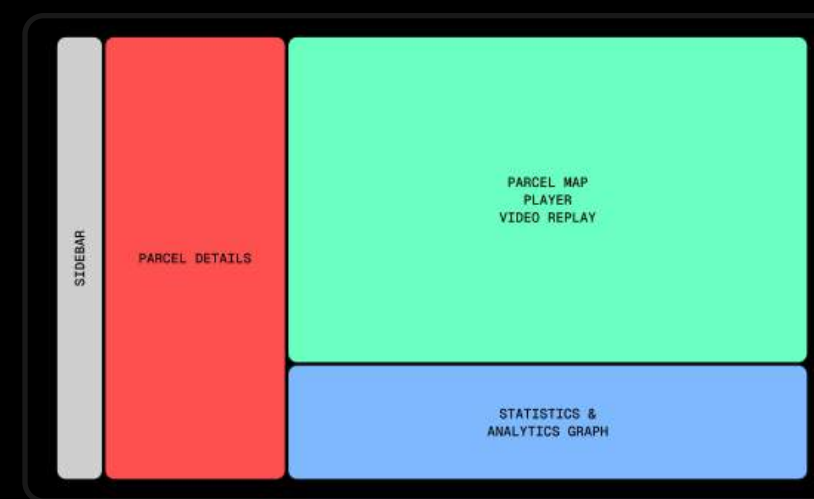 SIDEBAR
PARCEL DETAILS
PARCEL MAP
PLAYER
VIDEO REPLAY
STATISTICS &
ANALYTICS GRAPH